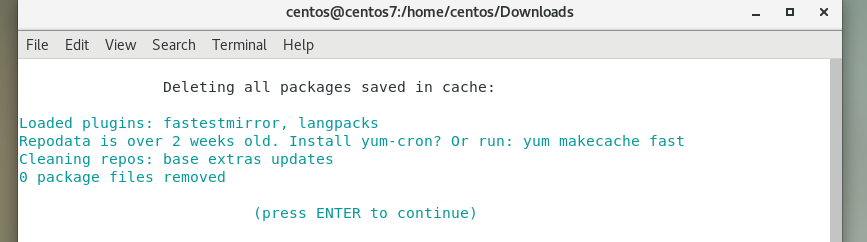 centos@centos7:/home/centos/Downloads
File Edit View Search Terminal Help
Deleting all packages saved in cache:
Loaded plugins: fastestmirror, langpacks
Repodata is over 2 weeks old. Install yum-cron? Or run: yum makecache fast
Cleaning repos: base extras updates
0 package files removed
(press ENTER to continue)